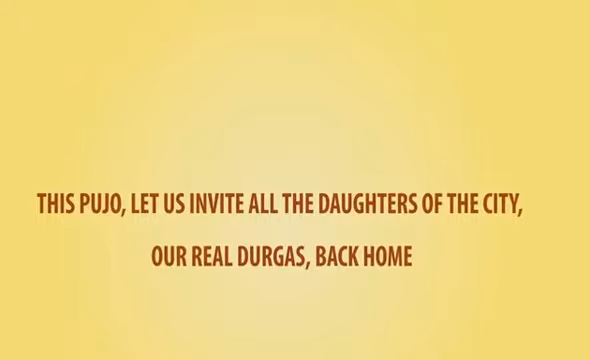 THIS PUJO, LET US INVITE ALL THE DAUGHTERS OF THE CITY,
OUR REAL DURGAS, BACK HOME